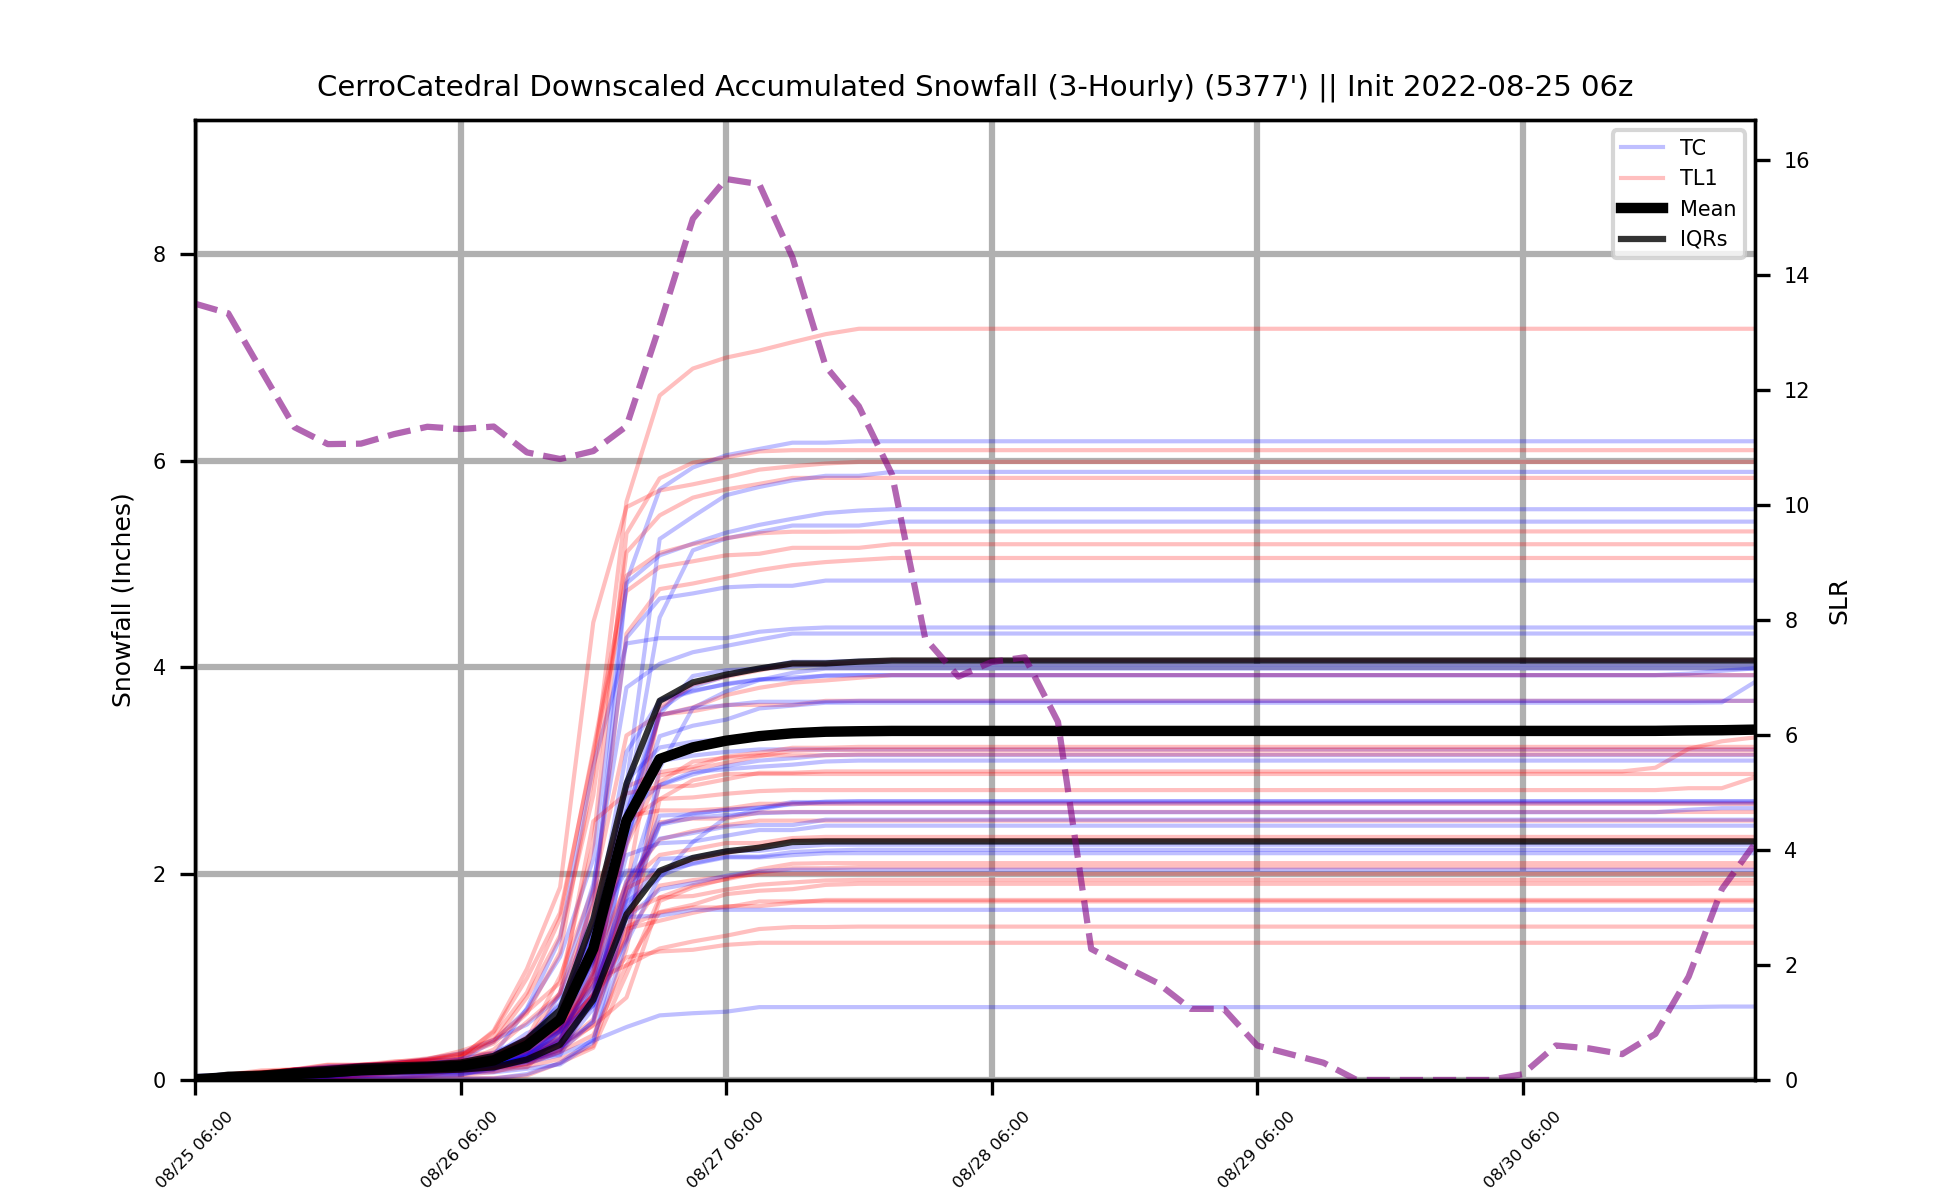 CerroCatedral Downscaled Accumulated Snowfall (3-Hourly) (5377') || Init 2022-08-25 06z
TC
TL1
Mean
IQRs
Snowfall (Inches)
8
6
4
2
0
SLR
16
14
12
10
8
6
4
2
0
08/25 06:00
08/26 06:00
08/27 06:00
08/28 06:00
08/29 06:00
08/30 06:00